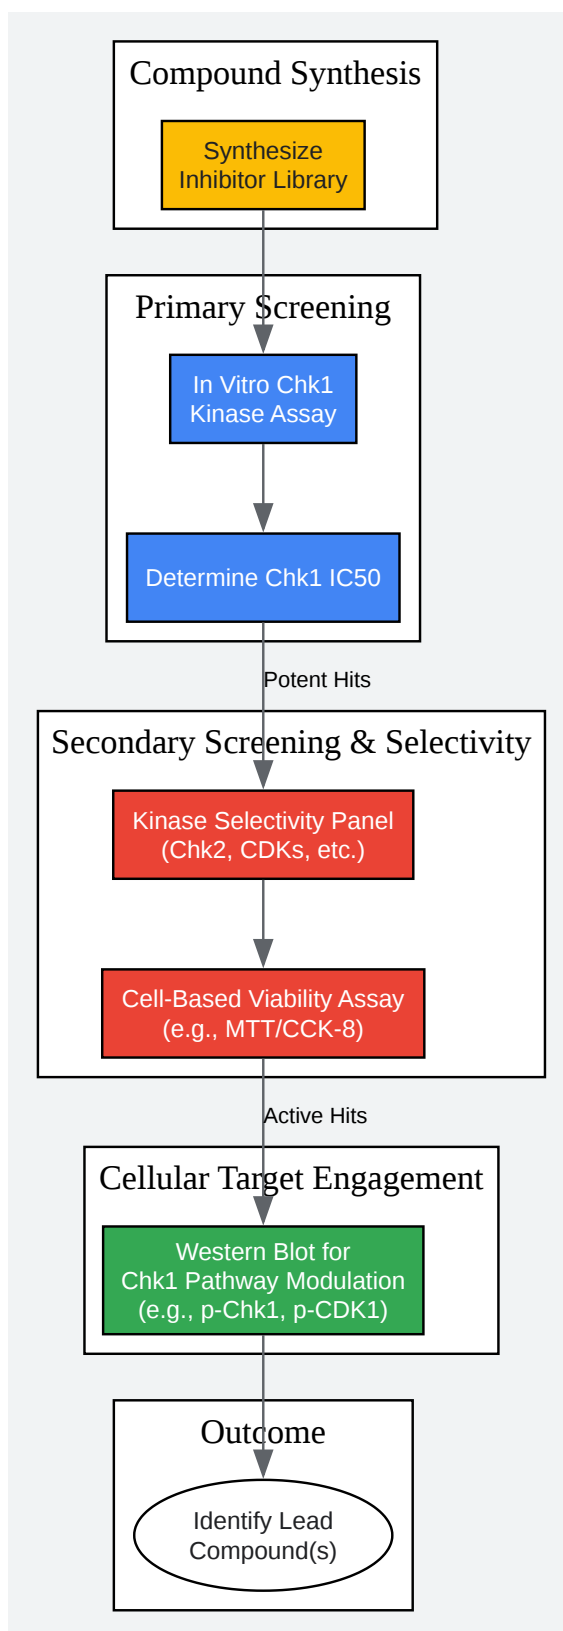 Compound Synthesis
Synthesize
Inhibitor Library
Primary Screening
In Vitro Chk1
Kinase Assay
Determine Chk1 IC50
Potent Hits
Secondary Screening & Selectivity
Kinase Selectivity Panel
(Chk2, CDKs, etc.)
Cell-Based Viability Assay
(e.g., MTT/CCK-8)
Active Hits
Cellular Target Engagement
Western Blot for
Chk1 Pathway Modulation
(e.g., p-Chk1, p-CDK1)
Outcome
Identify Lead
Compound(s)